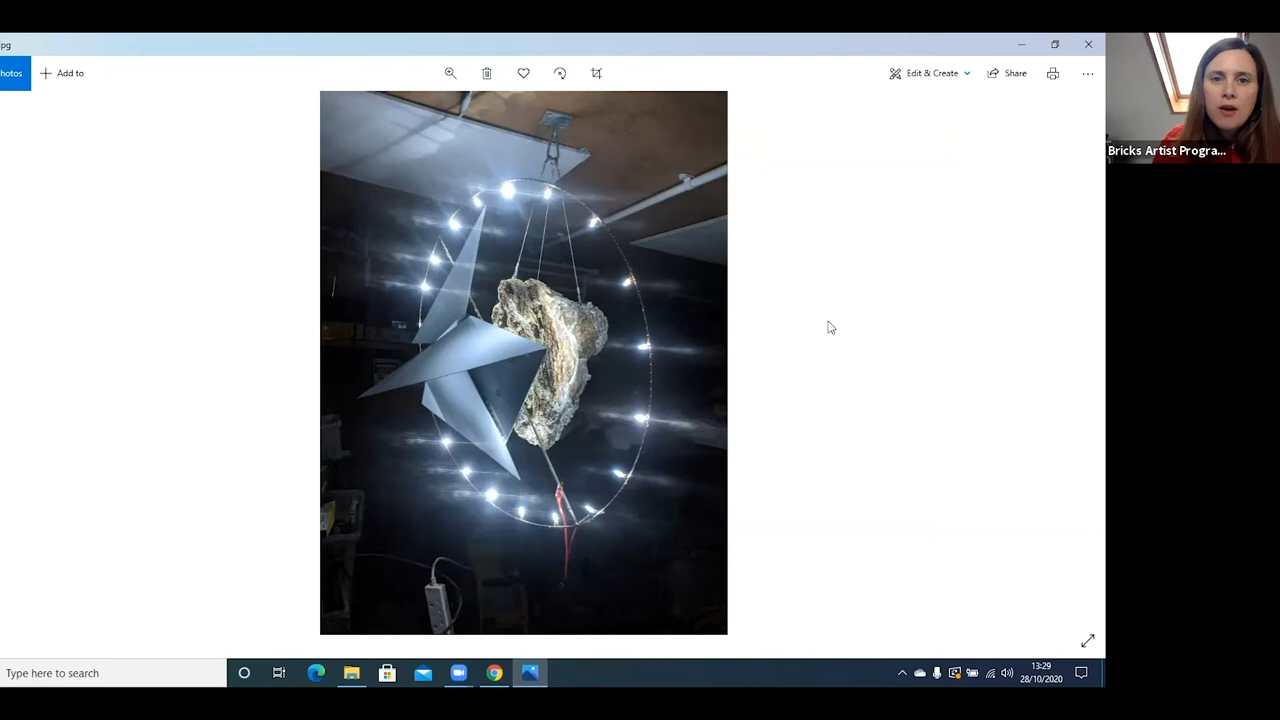 pg
hotos
Add to
Edit & Create
Share
Bricks Artist Progra...
Type here to search
13:29
28/10/2020